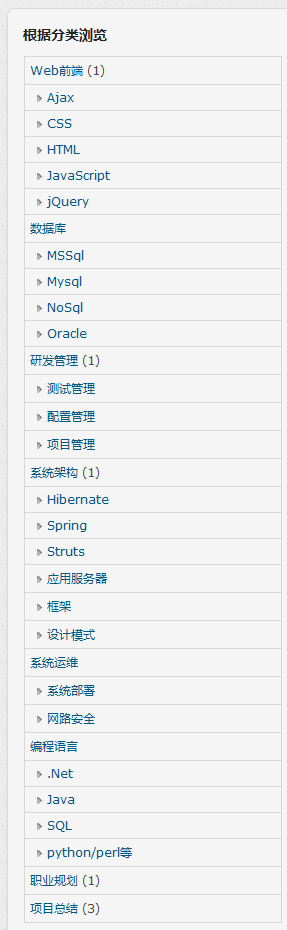 根据分类浏览
Web前端 (1)
Ajax
CSS
HTML
JavaScript
jQuery
数据库
MSSql
Mysql
NoSql
Oracle
研发管理 (1)
测试管理
配置管理
项目管理
系统架构 (1)
Hibernate
Spring
Struts
应用服务器
框架
设计模式
系统运维
系统部署
网路安全
编程语言
.Net
Java
SQL
python/perl等
职业规划 (1)
项目总结 (3)